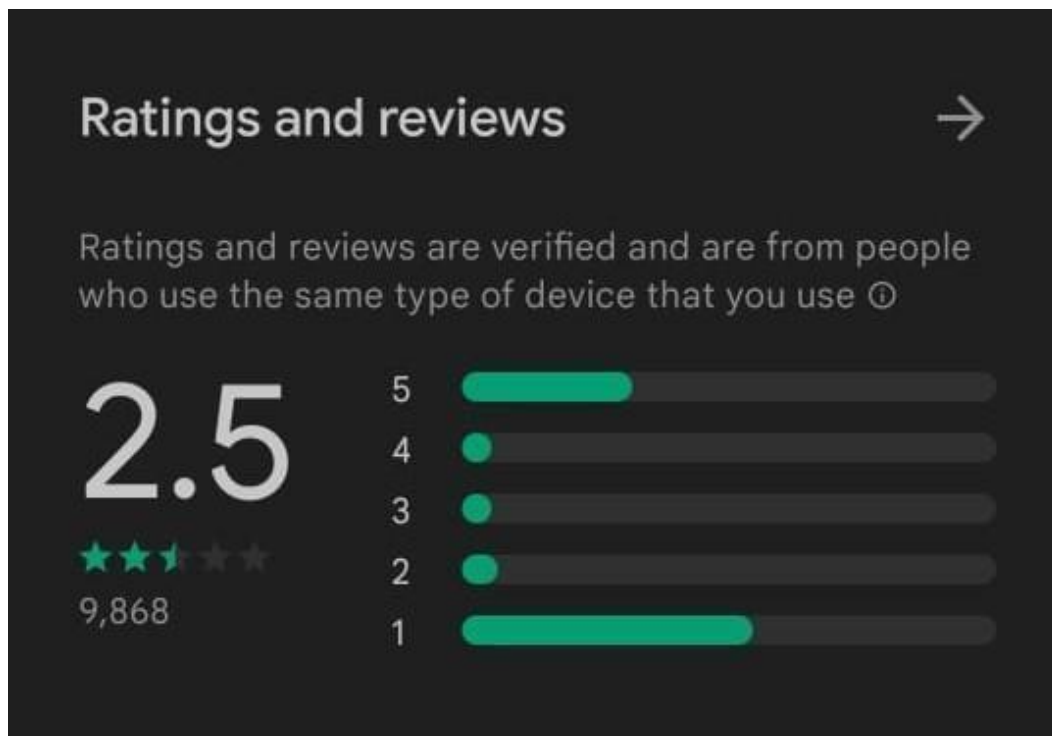 Ratings and reviews
Ratings and reviews are verified and are from people
who use the same type of device that you use
2.5
9,868
5
4
3
2
1